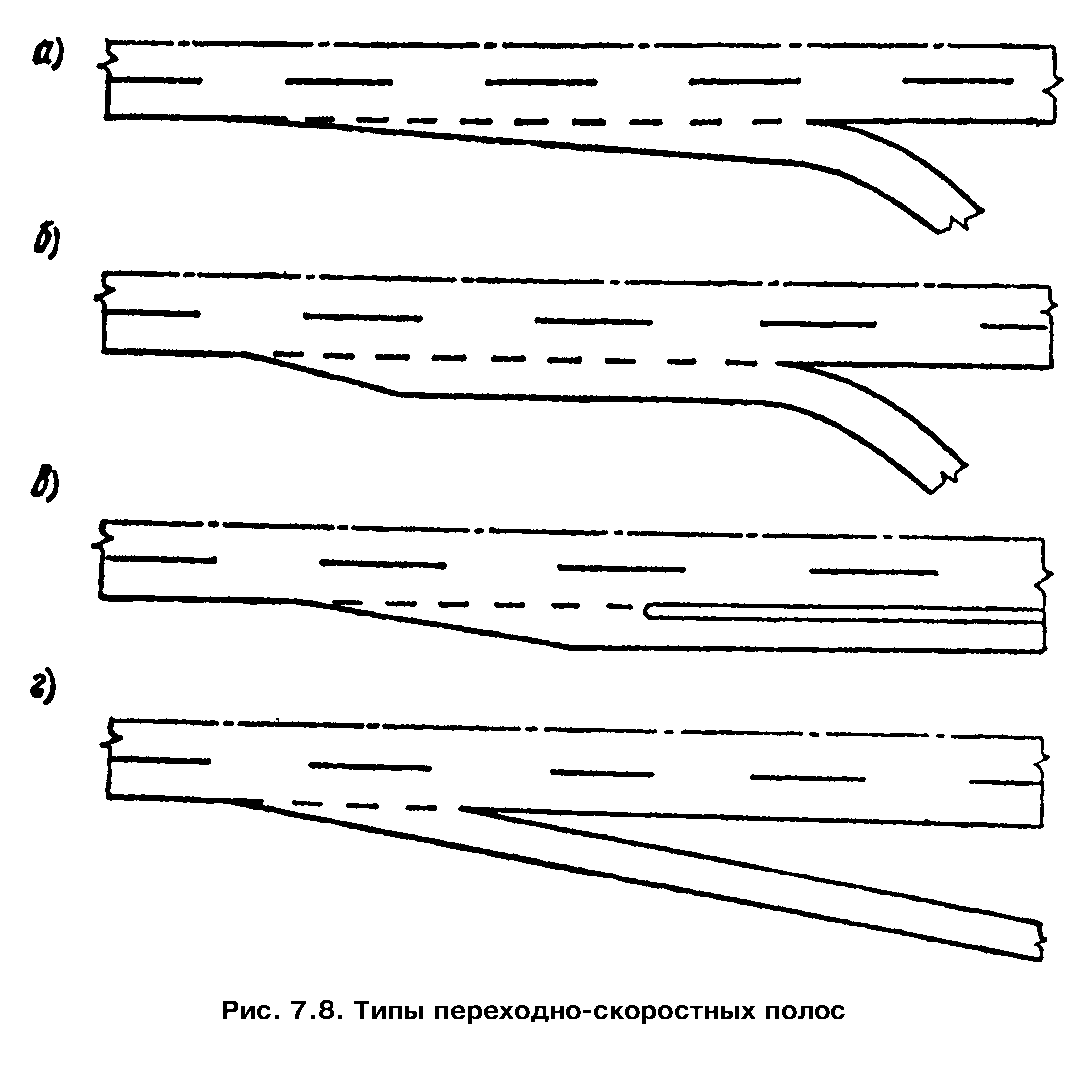 а)
б)
в)
г)
Рис. 7.8. Типы переходно-скоростных полос